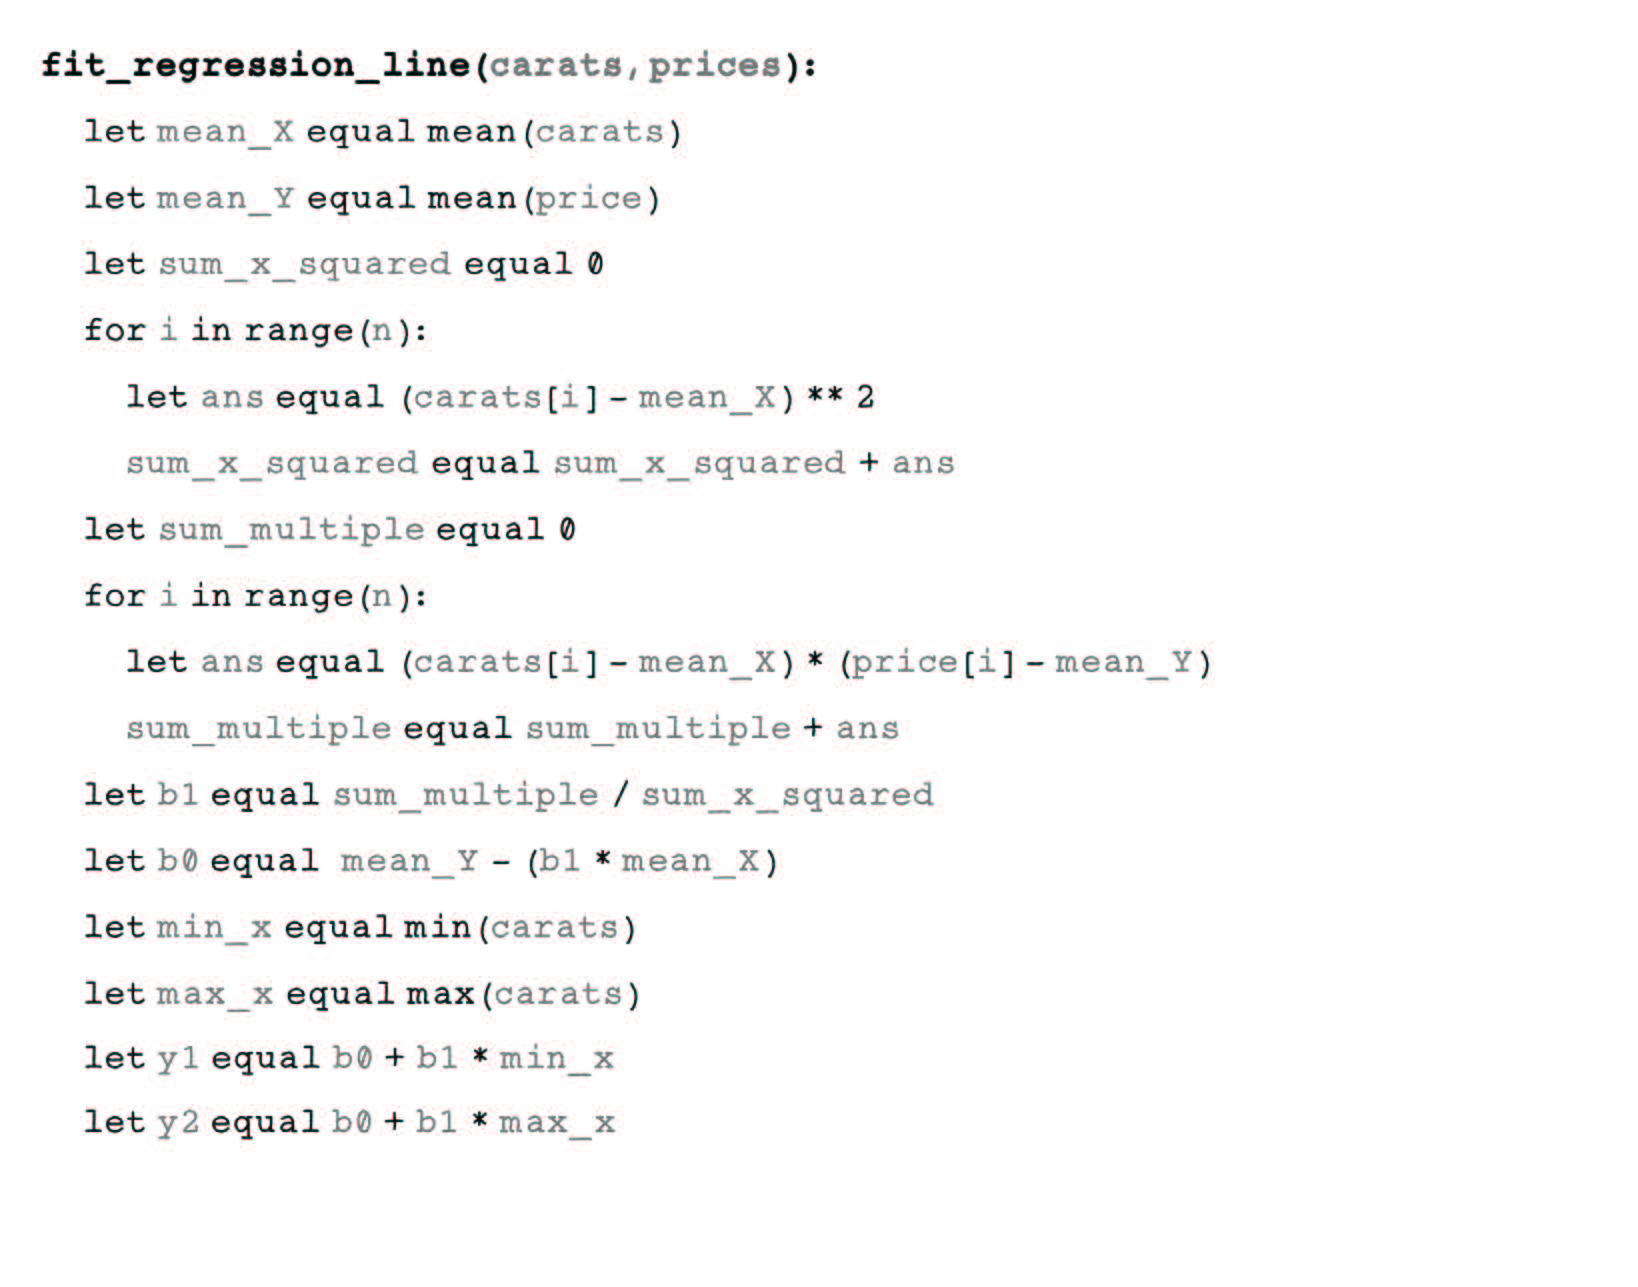 fit_regression_line(carats,prices):
let mean_X equal mean(carats)
let mean_Y equal mean(price)
let sum_x_squared equal 0
for i in range(n):
let ans equal (carats[i]-mean_X)** 2
sum_x_squared equal sum_x_squared + ans
let sum_multiple equal 0
for i in range(n):
let ans equal (carats[i]-mean_X)*(price[i]-mean_Y)
sum_multiple equal sum_multiple + ans
let b1 equal sum_multiple / sum_x_squared
let b0 equal mean_Y - (b1 * mean_X)
let min_x equal min(carats)
let max_x equal max(carats)
let y1 equal b0 + b1 * min_x
let y2 equal b0 + b1 * max_x